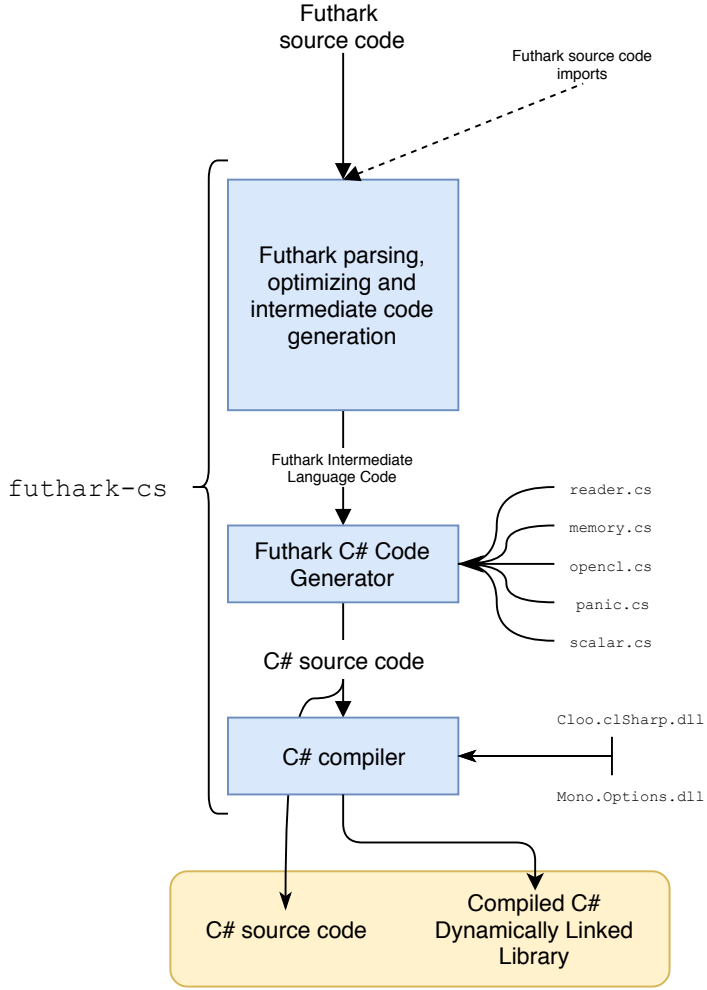 Futhark
source code
Futhark source code
imports
Futhark parsing,
optimizing and
intermediate code
generation
Futhark Intermediate
Language Code
futhark-cs
reader.cs
memory.cs
opencl.cs
panic.cs
scalar.cs
Futhark C# Code
Generator
C# source code
Cloo.clSharp.dll
C# compiler
Mono.Options.dll
C# source code
Compiled C#
Dynamically Linked
Library